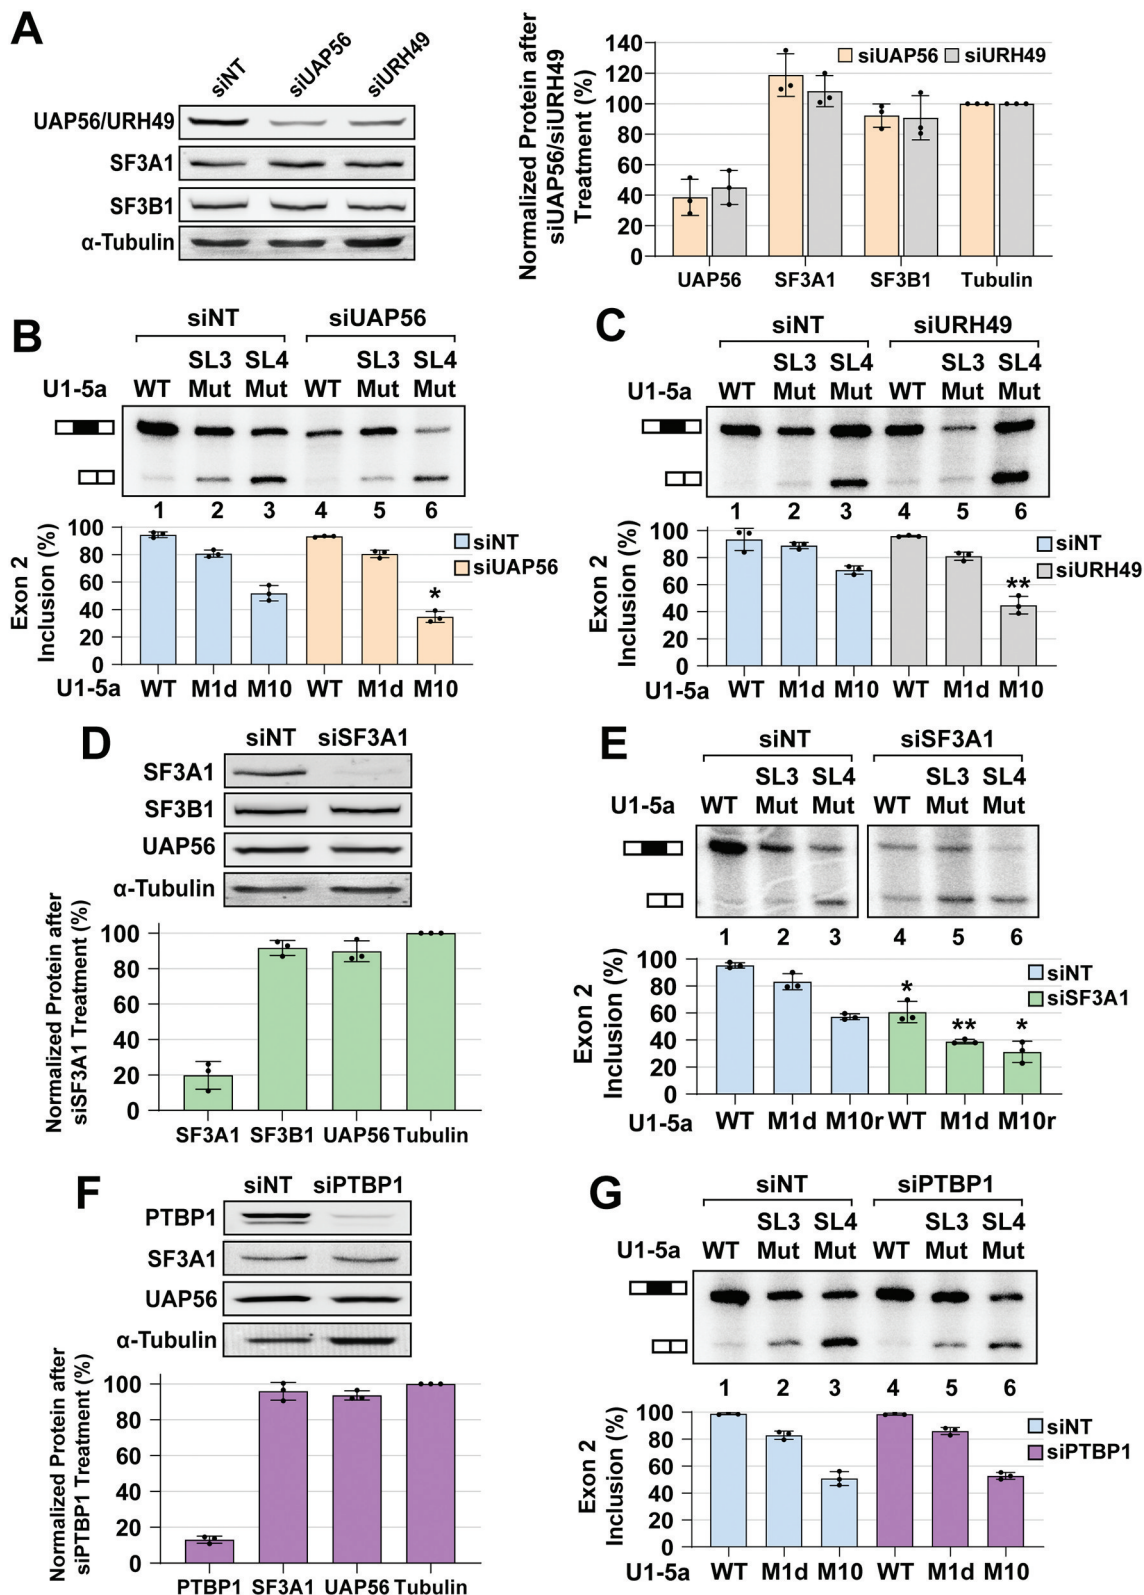 A
siNT
siUAP56
siURH49
UAP56/URH49
SF3A1
SF3B1
α-Tubulin
Normalized Protein after
siUAP56/siURH49
Treatment (%)
140
120
100
80
60
40
20
0
siUAP56 siURH49
UAP56 SF3A1 SF3B1 Tubulin
B
siNT siUAP56
SL3 SL4 SL3 SL4
U1-5a WT Mut Mut WT Mut Mut
1 2 3 4 5 6
Exon 2
Inclusion (%)
100
80
60
40
20
0
siNT
siUAP56
*
U1-5a WT M1d M10 WT M1d M10
C
siNT siURH49
SL3 SL4 SL3 SL4
U1-5a WT Mut Mut WT Mut Mut
1 2 3 4 5 6
Exon 2
Inclusion (%)
100
80
60
40
20
0
siNT
siURH49
**
U1-5a WT M1d M10 WT M1d M10
D
siNT siSF3A1
SF3A1
SF3B1
UAP56
α-Tubulin
Normalized Protein after
siSF3A1 Treatment (%)
100
80
60
40
20
0
SF3A1 SF3B1 UAP56 Tubulin
E
siNT siSF3A1
SL3 SL4 SL3 SL4
U1-5a WT Mut Mut WT Mut Mut
1 2 3 4 5 6
Exon 2
Inclusion (%)
100
80
60
40
20
0
siNT
siSF3A1
* ** *
U1-5a WT M1d M10r WT M1d M10r
F
siNT siPTBP1
PTBP1
SF3A1
UAP56
α-Tubulin
Normalized Protein after
siPTBP1 Treatment (%)
100
80
60
40
20
0
PTBP1 SF3A1 UAP56 Tubulin
G
siNT siPTBP1
SL3 SL4 SL3 SL4
U1-5a WT Mut Mut WT Mut Mut
1 2 3 4 5 6
Exon 2
Inclusion (%)
100
80
60
40
20
0
siNT
siPTBP1
U1-5a WT M1d M10 WT M1d M10